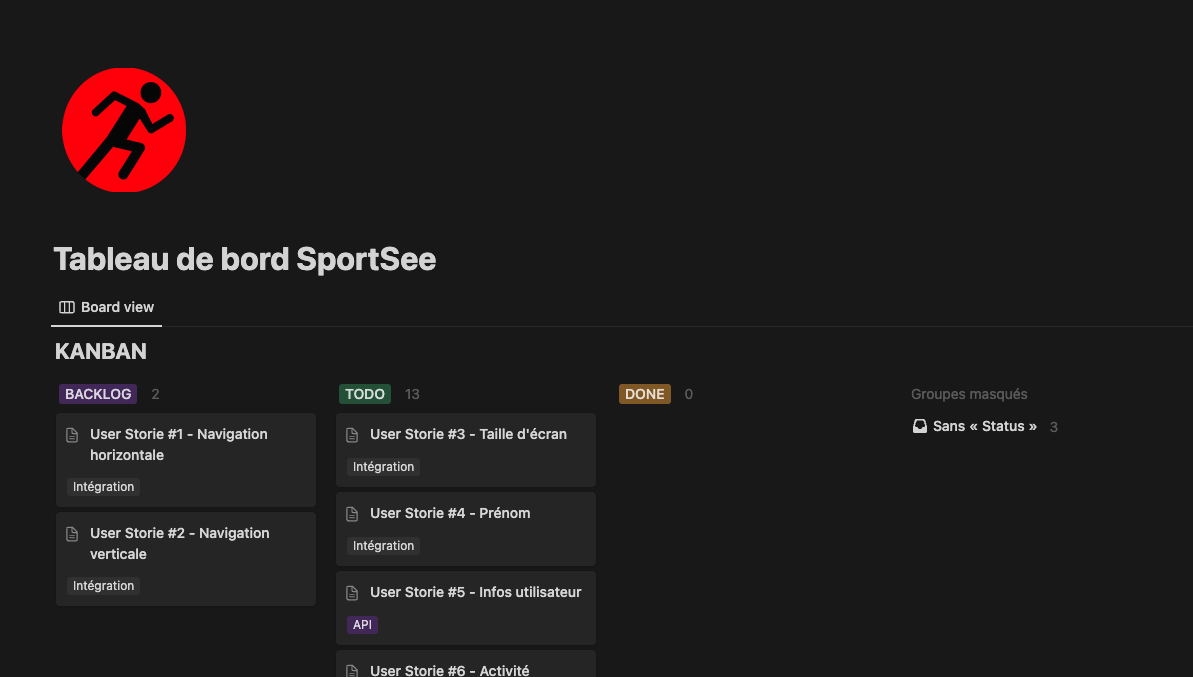 Tableau de bord SportSee
Board view
KANBAN
BACKLOG 2
User Storie #1 - Navigation
horizontale
Intégration
User Storie #2 - Navigation
verticale
Intégration
TODO 13
User Storie #3 - Taille d'écran
Intégration
User Storie #4 - Prénom
Intégration
User Storie #5 - Infos utilisateur
API
User Storie #6 - Activité
DONE 0
Groupes masqués
Sans « Status » 3